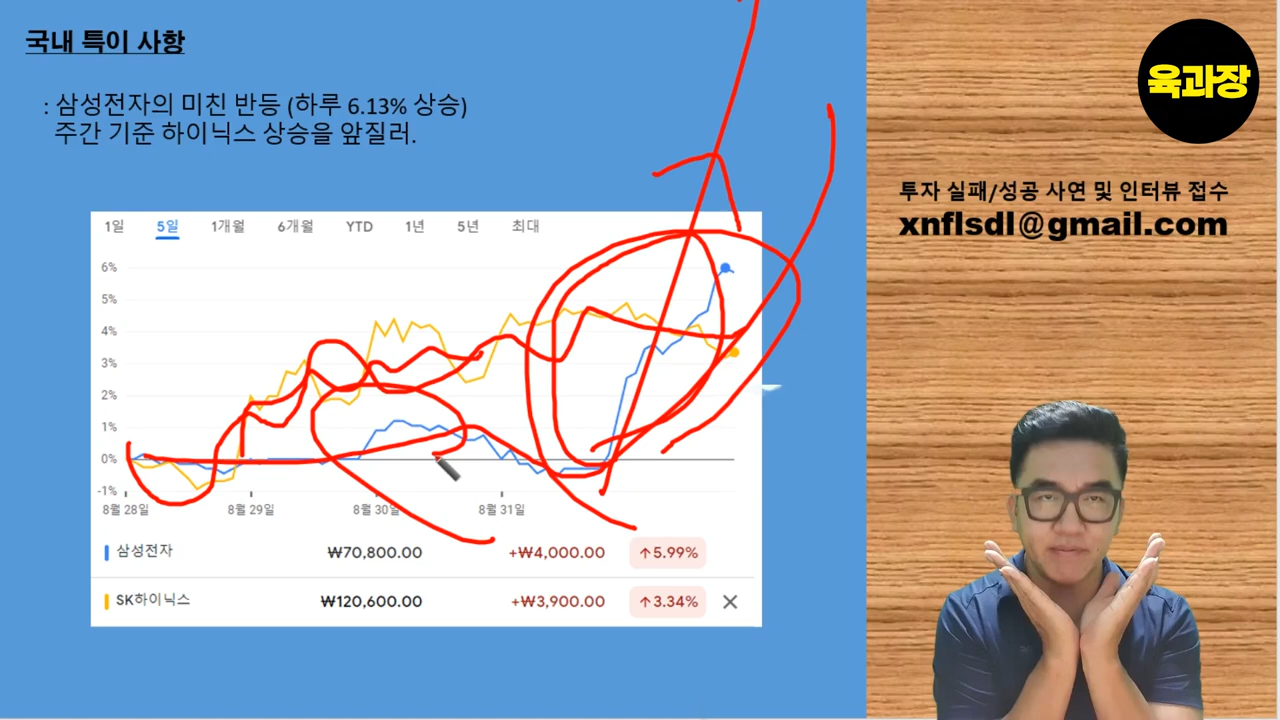 국내 특이 사항
: 삼성전자의 미친 반등 (하루 6.13% 상승)
주간 기준 하이닉스 상승을 앞질러.
1일 5일 1개월 6개월 YTD 1년 5년 최대
6%
5%
4%
3%
2%
1%
0%
-1%
8월 28일 8월 29일 8월 30일 8월 31일
삼성전자 ₩70,800.00 +₩4,000.00 ↑5.99%
SK하이닉스 ₩120,600.00 +₩3,900.00 ↑3.34% ✕
육과장
투자 실패/성공 사연 및 인터뷰 접수
xnflsdl@gmail.com